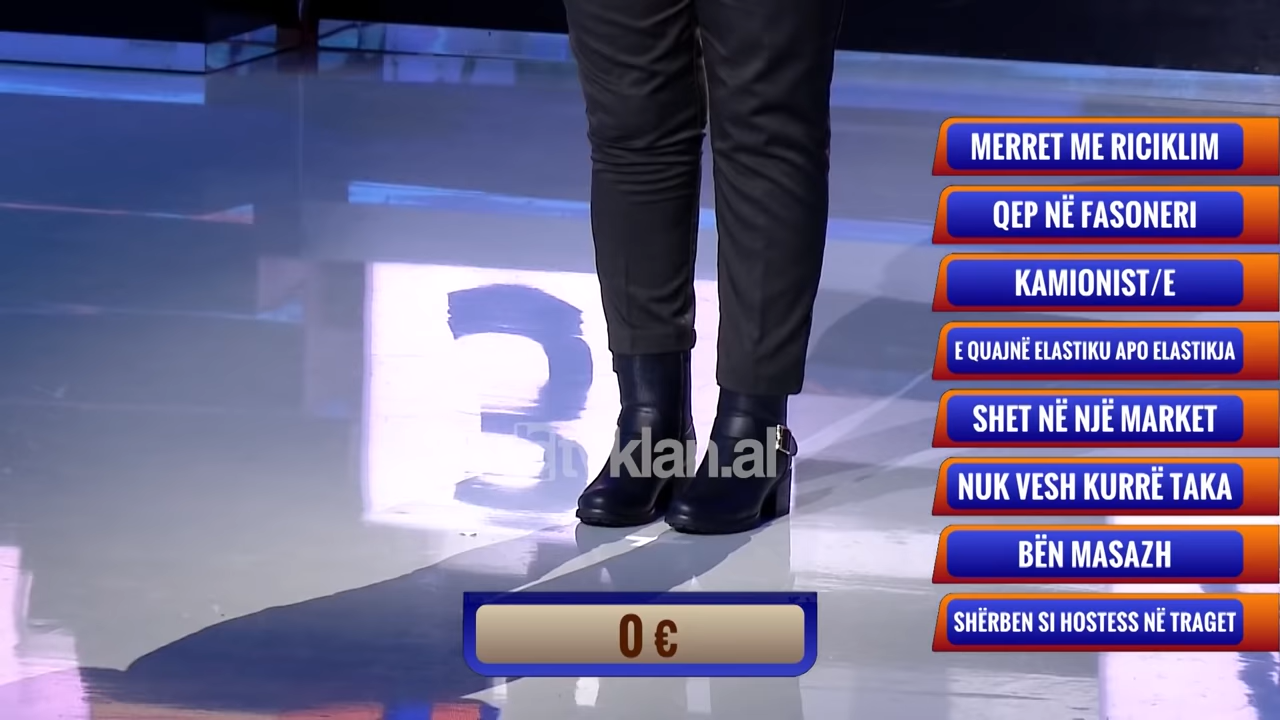 MERRET ME RICIKLIM
QEP NË FASONERI
KAMIONIST/E
E QUAJNË ELASTIKU APO ELASTIKJA
SHET NË NJË MARKET
NUK VESH KURRË TAKA
BËN MASAZH
SHËRBEN SI HOSTESS NË TRAGET
3
tvklan.al
0 €